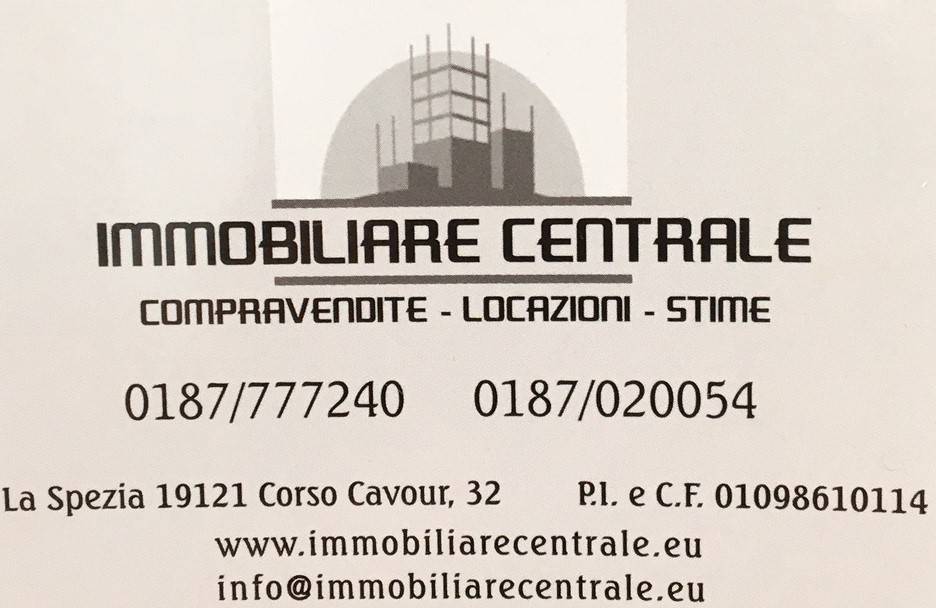 IMMOBILIARE CENTRALE
COMPRAVENDITE - LOCAZIONI - STIME
0187/777240 0187/020054
La Spezia 19121 Corso Cavour, 32 P.I. e C.F. 01098610114
www.immobiliarecentrale.eu
info@immobiliarecentrale.eu